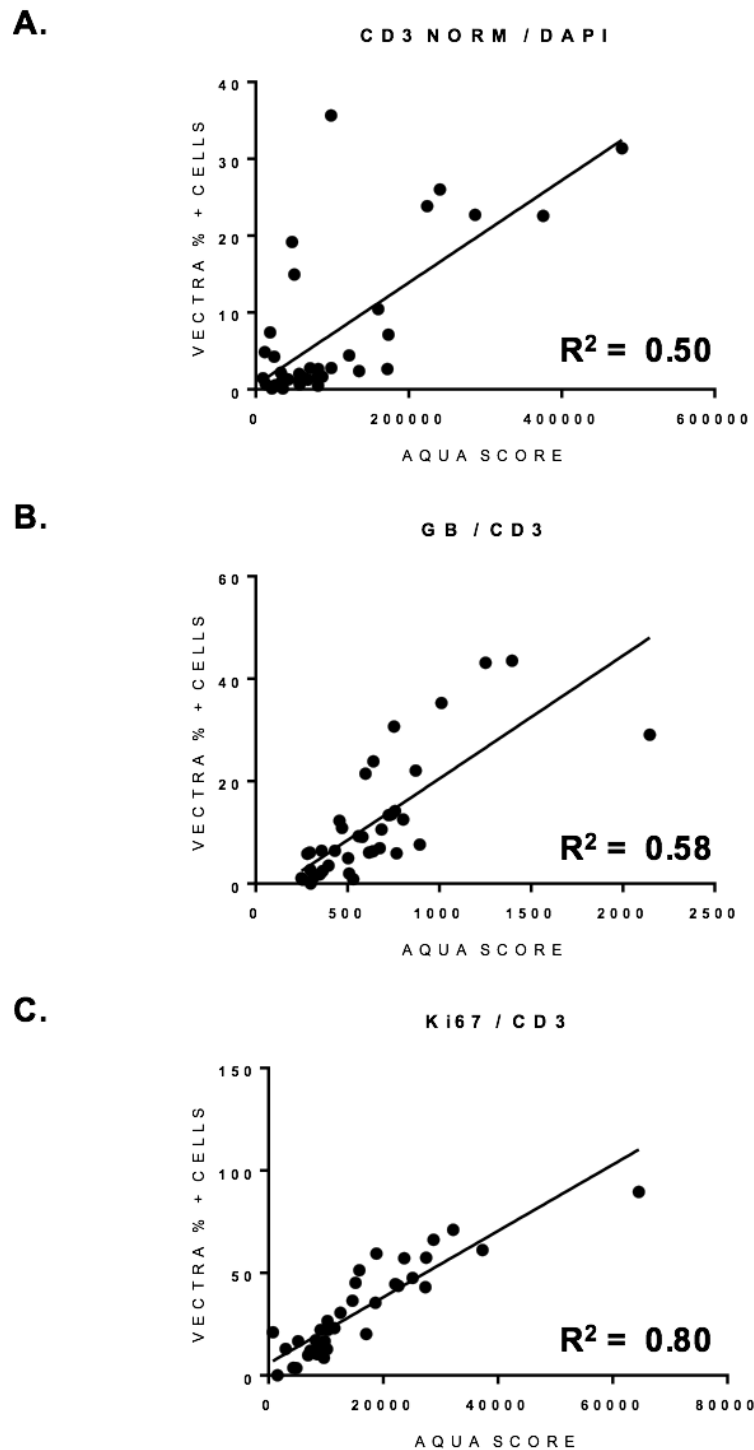 A.
CD3 NORM / DAPI
VECTRA % + CELLS
40
30
20
10
0
R² = 0.50
0 200000 400000 600000
AQUA SCORE
B.
GB / CD3
VECTRA % + CELLS
60
40
20
0
R² = 0.58
0 500 1000 1500 2000 2500
AQUA SCORE
C.
Ki67 / CD3
VECTRA % + CELLS
150
100
50
0
R² = 0.80
0 20000 40000 60000 80000
AQUA SCORE